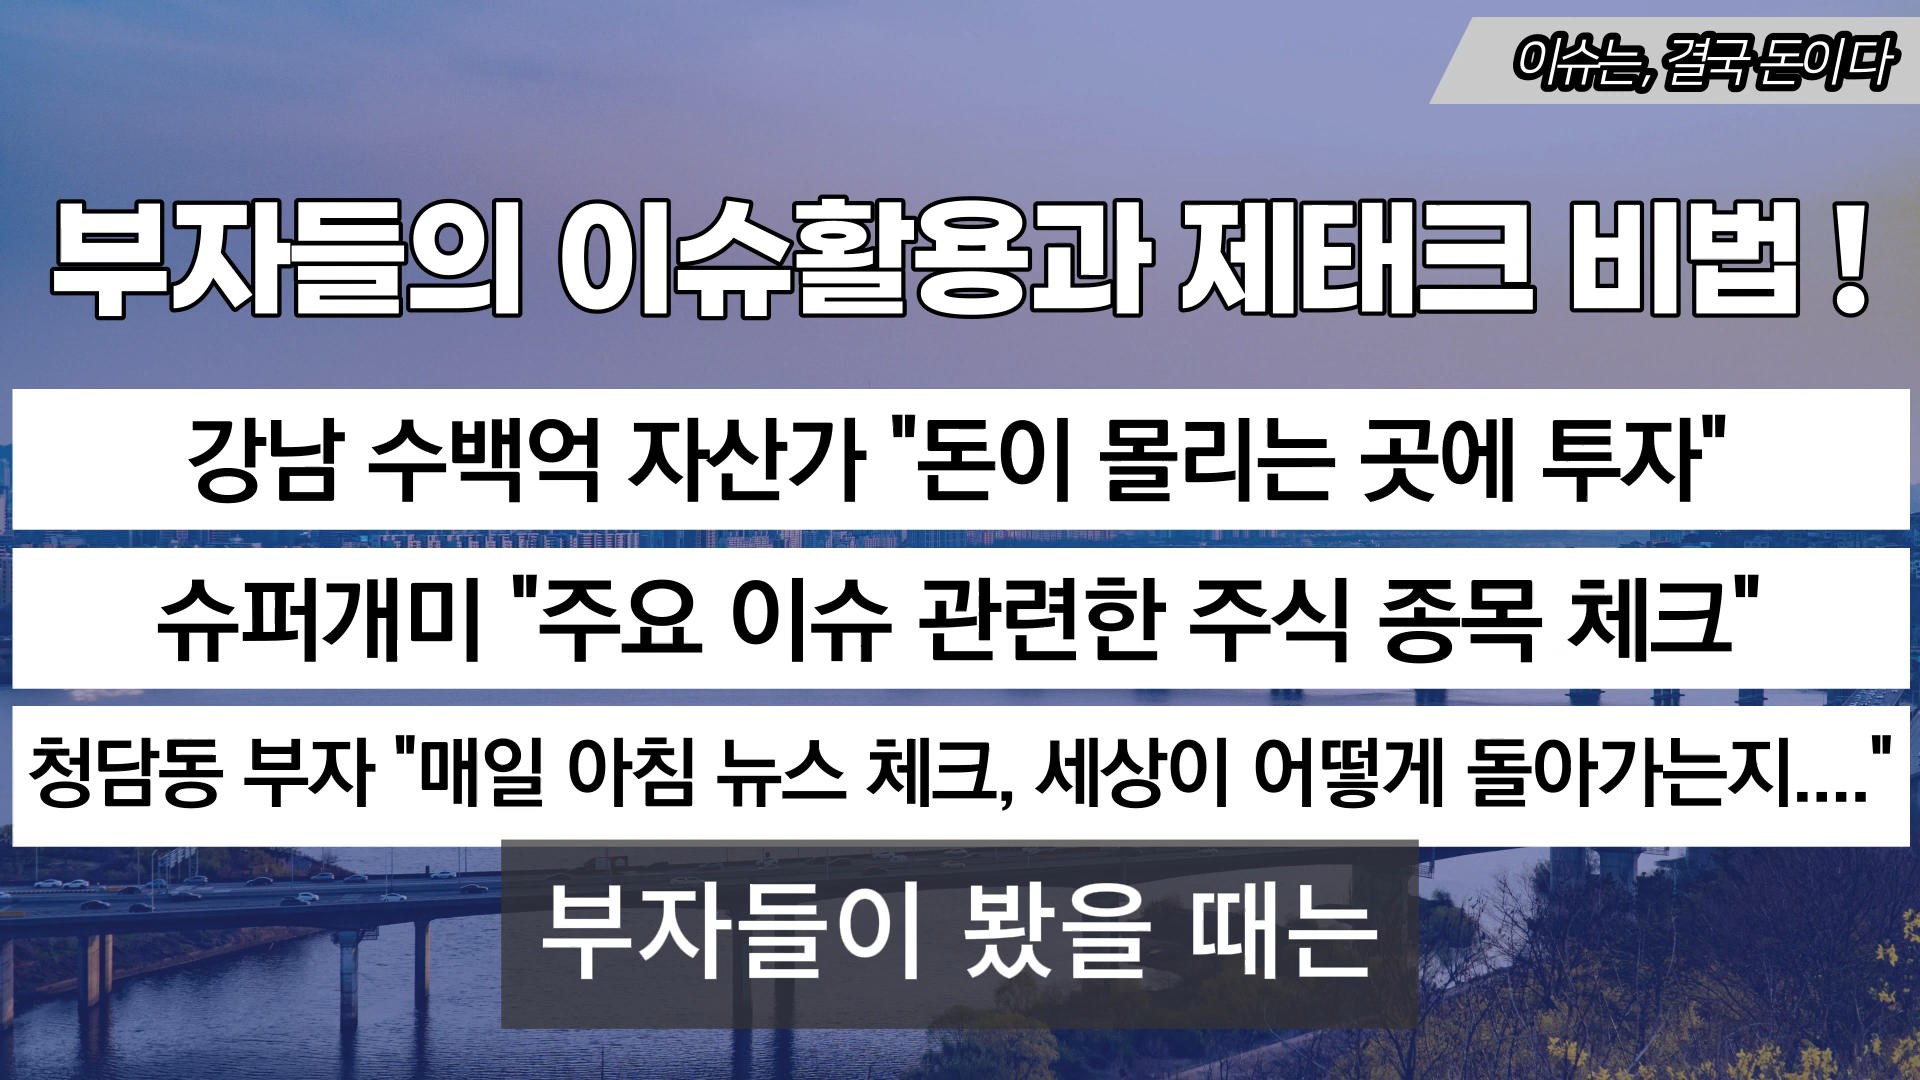 이슈는, 결국 돈이다
부자들의 이슈활용과 제태크 비법 !
강남 수백억 자산가 "돈이 몰리는 곳에 투자"
슈퍼개미 "주요 이슈 관련한 주식 종목 체크"
청담동 부자 "매일 아침 뉴스 체크, 세상이 어떻게 돌아가는지...."
부자들이 봤을 때는